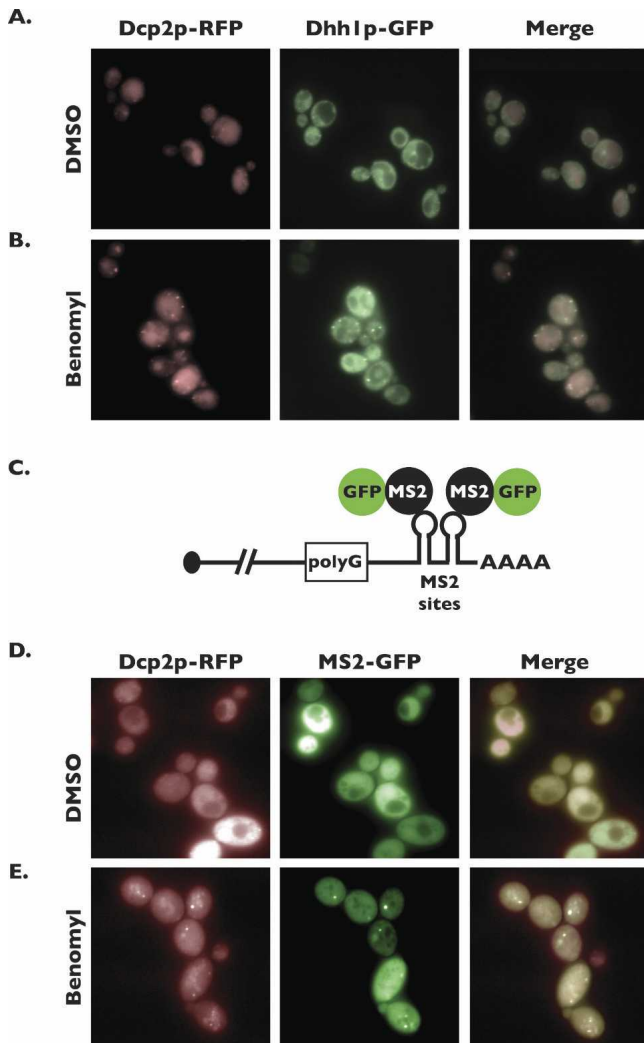 A.
Dcp2p-RFP Dhh1p-GFP Merge
DMSO
B.
Benomyl
C.
GFP MS2 MS2 GFP
polyG
AAAA
MS2
sites
D.
Dcp2p-RFP MS2-GFP Merge
DMSO
E.
Benomyl